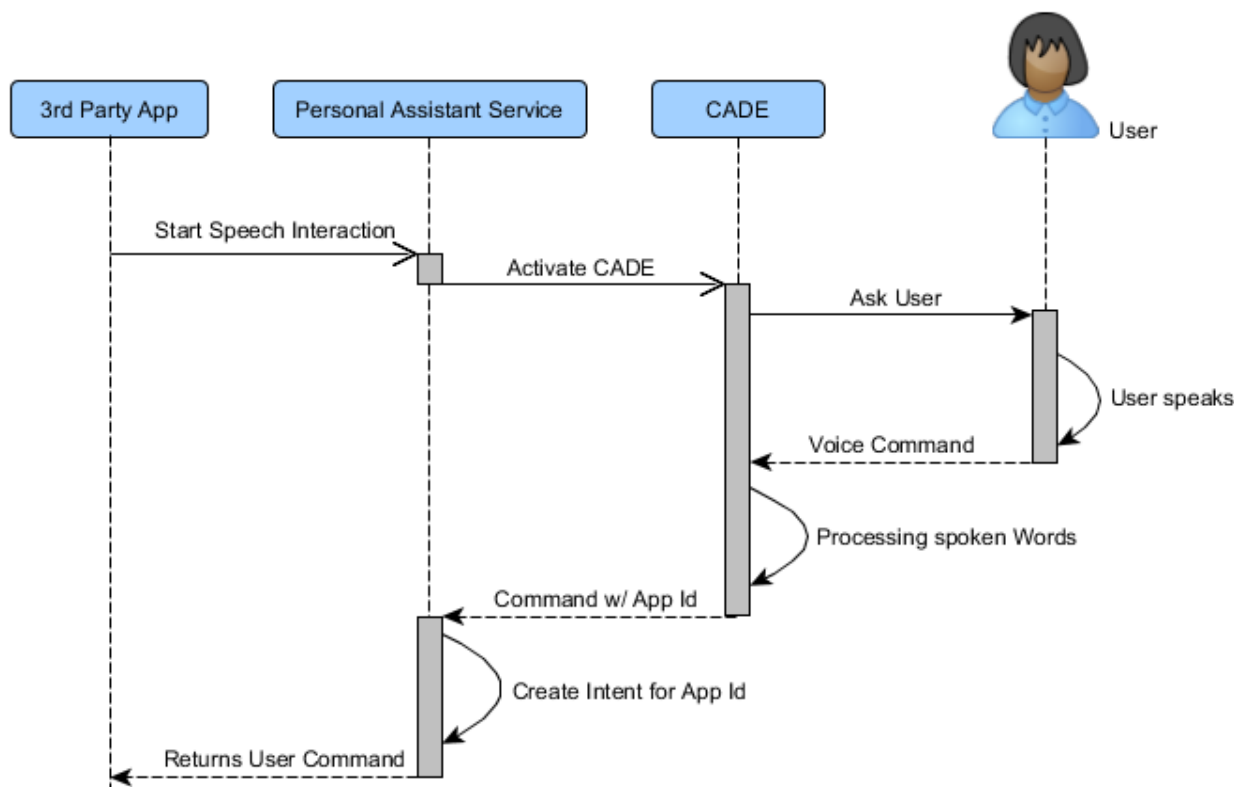 3rd Party App
Personal Assistant Service
CADE
User
Start Speech Interaction
Activate CADE
Ask User
User speaks
Voice Command
Processing spoken Words
Command w/ App Id
Create Intent for App Id
Returns User Command